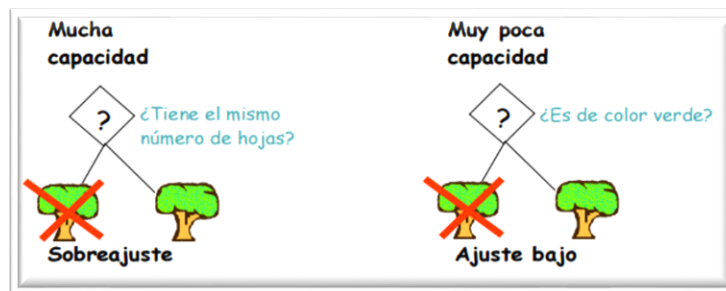 Mucha
capacidad
?
¿Tiene el mismo
número de hojas?
Sobreajuste
Muy poca
capacidad
?
¿Es de color verde?
Ajuste bajo